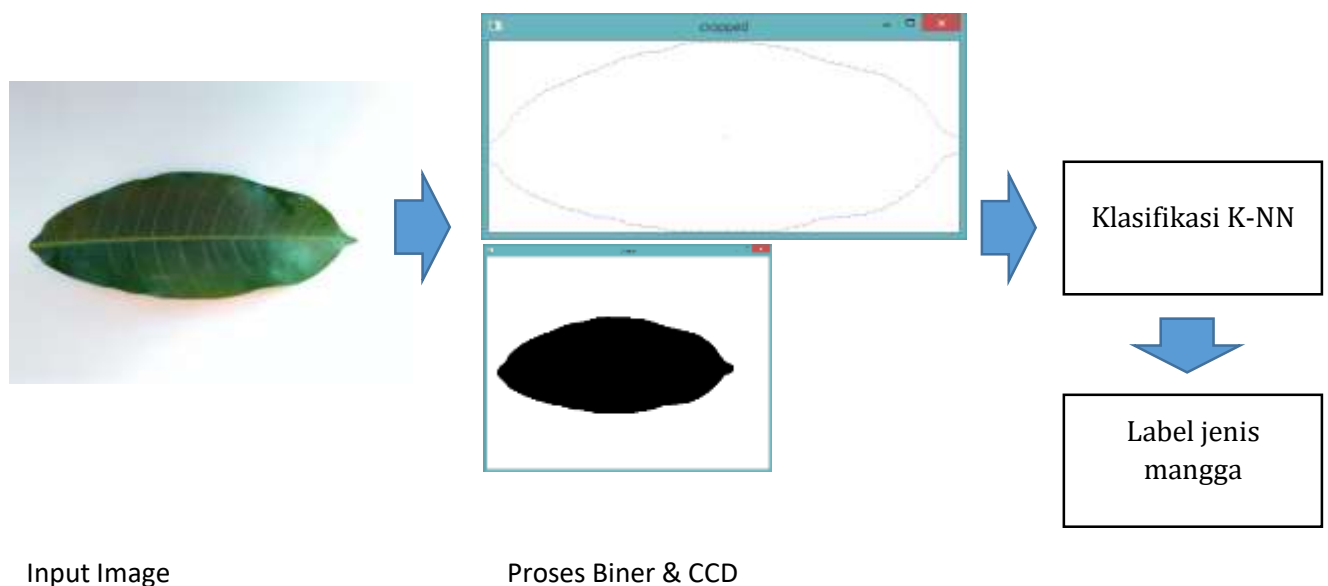 cropped
Klasifikasi K-NN
Label jenis
mangga
Input Image
Proses Biner & CCD